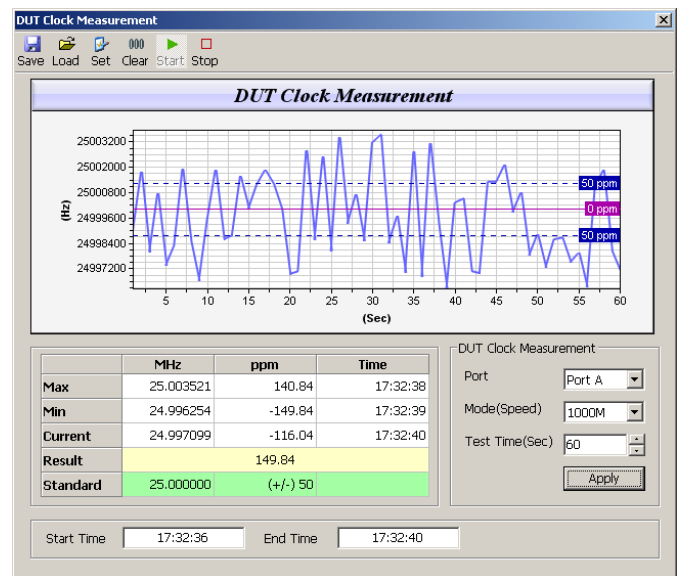 DUT Clock Measurement
Save Load Set Clear Start Stop
000
DUT Clock Measurement
(Hz)
25003200
25002000
25000800
24999600
24998400
24997200
50 ppm
0 ppm
50 ppm
5 10 15 20 25 30 35 40 45 50 55 60
(Sec)
MHz ppm Time
Max 25.003521 140.84 17:32:38
Min 24.996254 -149.84 17:32:39
Current 24.997099 -116.04 17:32:40
Result 149.84
Standard 25.000000 (+/-) 50
DUT Clock Measurement
Port Port A
Mode(Speed) 1000M
Test Time(Sec) 60
Apply
Start Time 17:32:36 End Time 17:32:40